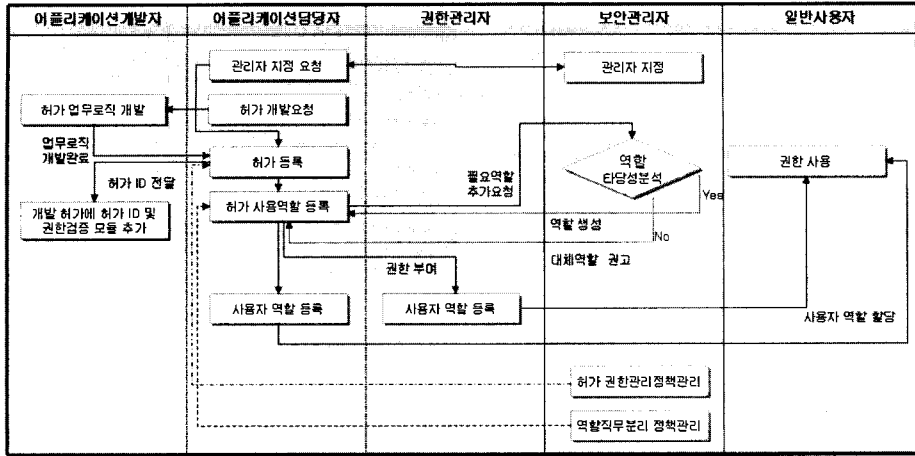 어플리케이션개발자
어플리케이션담당자
권한관리자
보안관리자
일반사용자
관리자 지정 요청
관리자 지정
허가 업무로직 개발
허가 개발요청
업무로직
개발완료
허가 등록
역할
타당성분석
권한 사용
허가 ID 전달
필요역할
추가요청
Yes
개발 허가에 허가 ID 및
권한검증 모듈 추가
허가 사용역할 등록
역할 생성
No
대체역할 권고
권한 부여
사용자 역할 등록
사용자 역할 등록
사용자 역할 할당
허가 권한관리정책관리
역할직무분리 정책관리